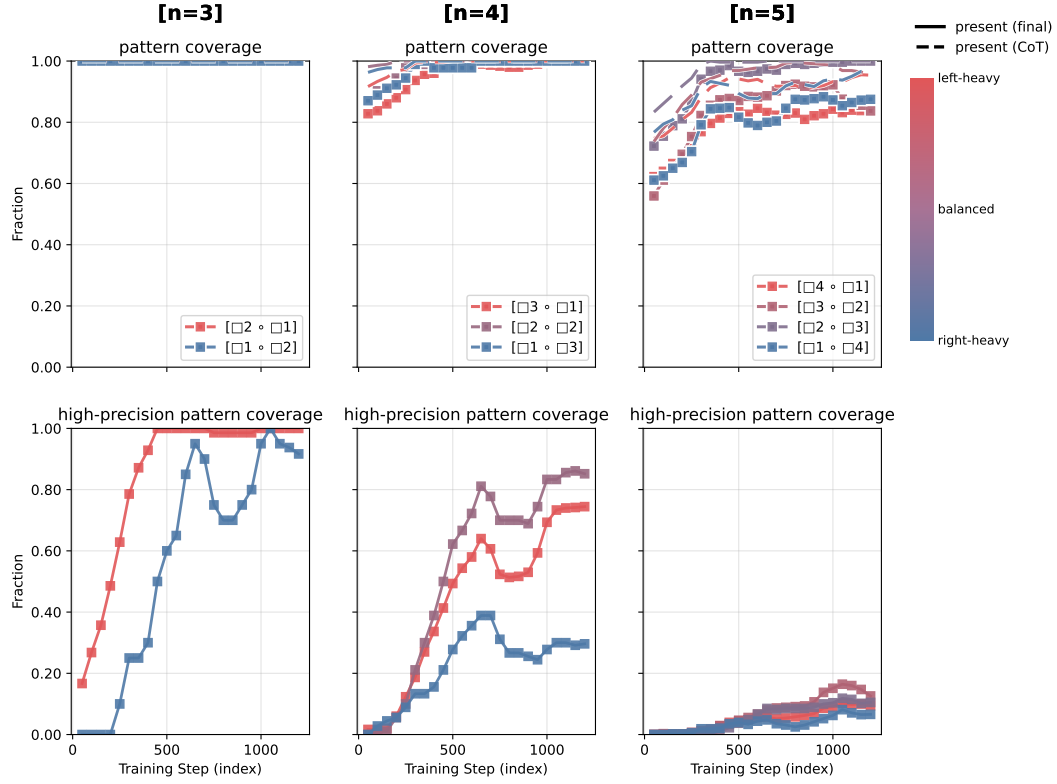 [n=3]
[n=4]
[n=5]
present (final)
present (CoT)
pattern coverage
pattern coverage
pattern coverage
left-heavy
balanced
right-heavy
Fraction
1.00
0.80
0.60
0.40
0.20
0.00
[□2 ∘ □1]
[□1 ∘ □2]
[□3 ∘ □1]
[□2 ∘ □2]
[□1 ∘ □3]
[□4 ∘ □1]
[□3 ∘ □2]
[□2 ∘ □3]
[□1 ∘ □4]
high-precision pattern coverage
high-precision pattern coverage
high-precision pattern coverage
Fraction
1.00
0.80
0.60
0.40
0.20
0.00
0
500
1000
0
500
1000
0
500
1000
Training Step (index)
Training Step (index)
Training Step (index)